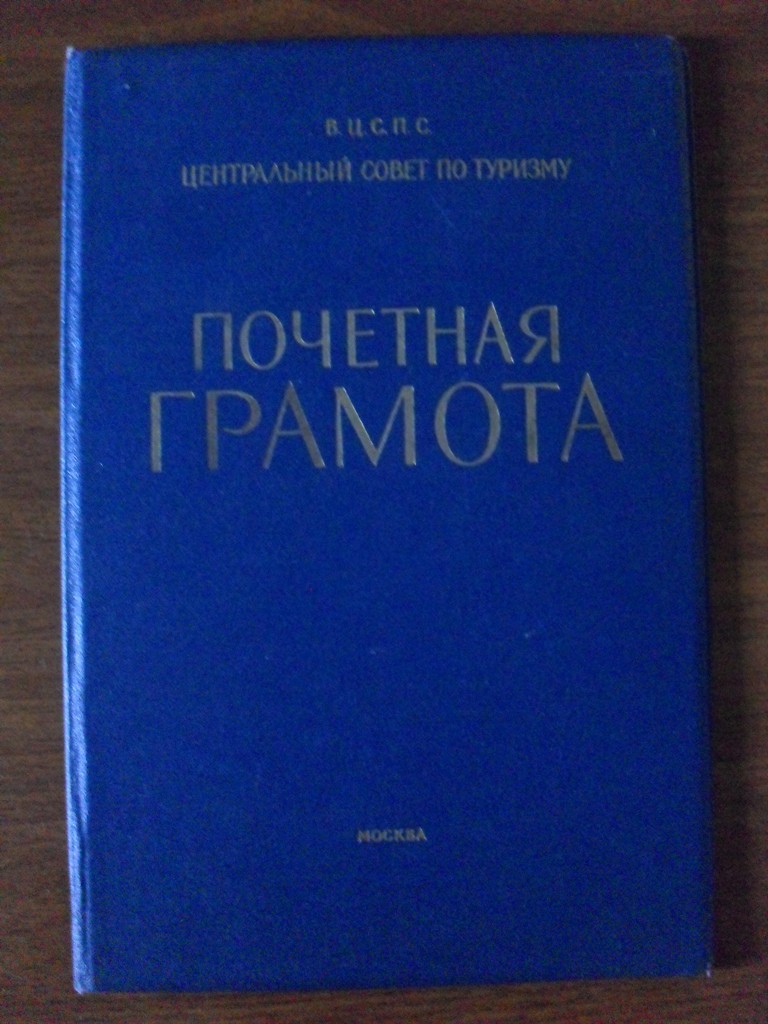 В. Ц. С. П. С.
ЦЕНТРАЛЬНЫЙ СОВЕТ ПО ТУРИЗМУ
ПОЧЕТНАЯ
ГРАМОТА
МОСКВА